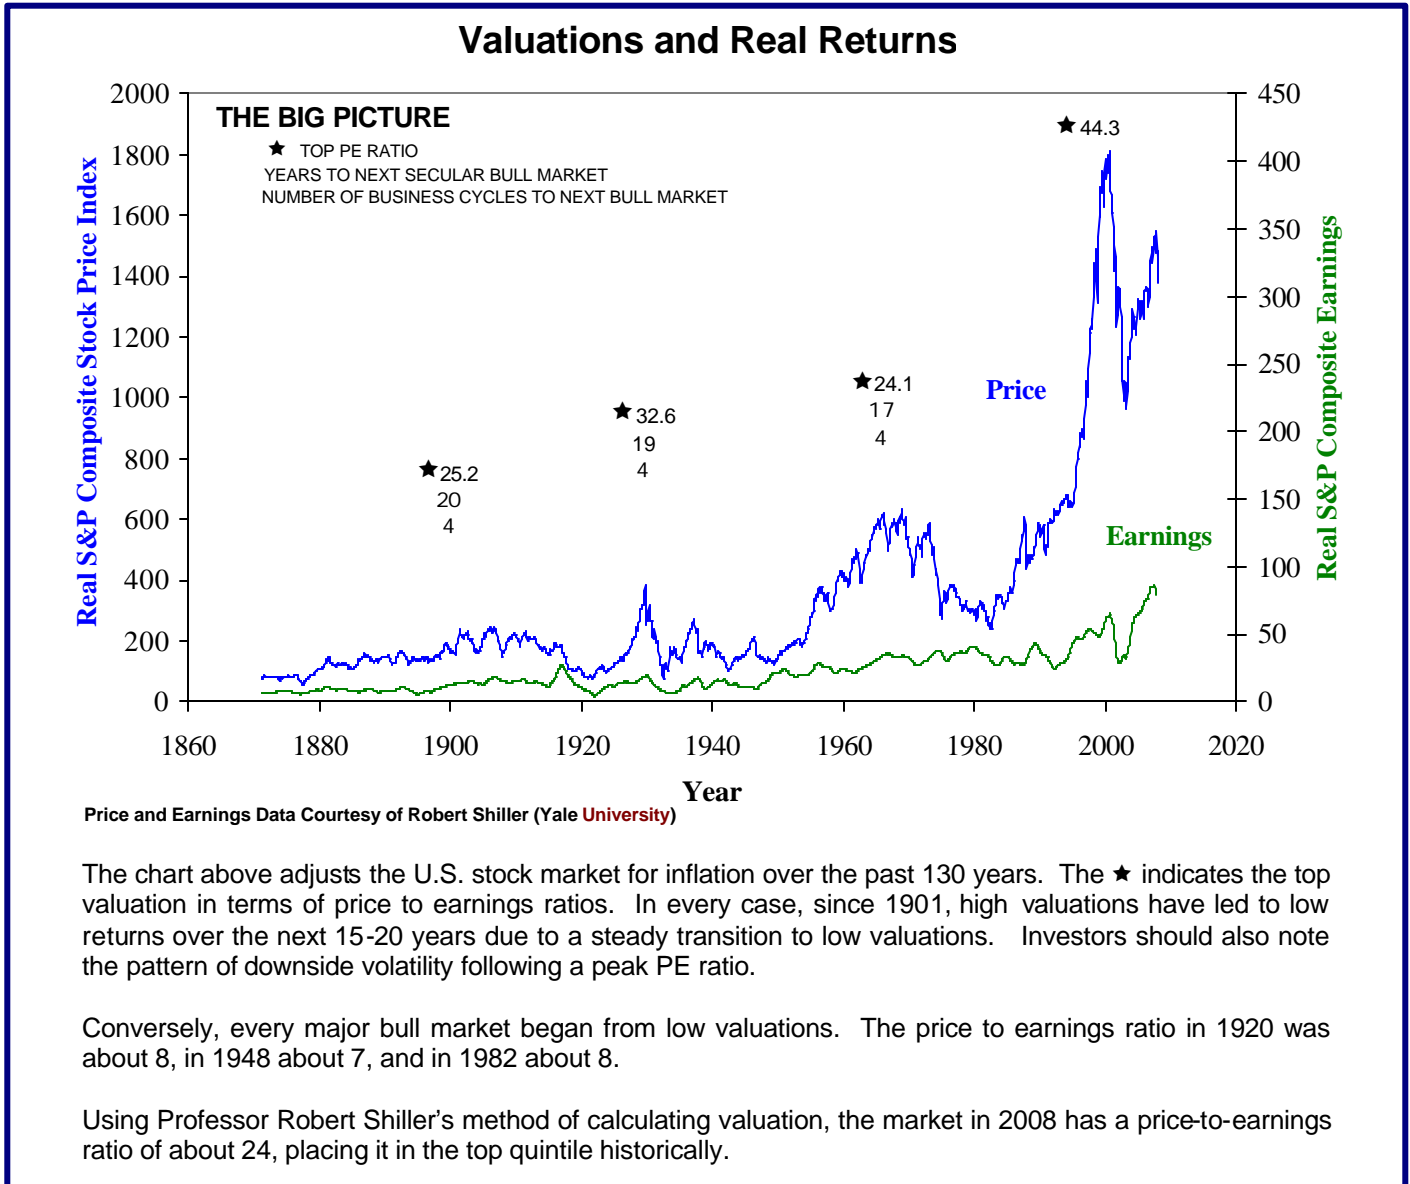 Valuations and Real Returns
THE BIG PICTURE
★ TOP PE RATIO
YEARS TO NEXT SECULAR BULL MARKET
NUMBER OF BUSINESS CYCLES TO NEXT BULL MARKET
Real S&P Composite Stock Price Index
2000
1800
1600
1400
1200
1000
800
600
400
200
0
★ 25.2
20
4
★ 32.6
19
4
★ 24.1
17
4
★ 44.3
Price
Earnings
450
400
350
300
250
200
150
100
50
0
Real S&P Composite Earnings
1860 1880 1900 1920 1940 1960 1980 2000 2020
Year
Price and Earnings Data Courtesy of Robert Shiller (Yale University)
The chart above adjusts the U.S. stock market for inflation over the past 130 years. The ★ indicates the top
valuation in terms of price to earnings ratios. In every case, since 1901, high valuations have led to low
returns over the next 15-20 years due to a steady transition to low valuations. Investors should also note
the pattern of downside volatility following a peak PE ratio.
Conversely, every major bull market began from low valuations. The price to earnings ratio in 1920 was
about 8, in 1948 about 7, and in 1982 about 8.
Using Professor Robert Shiller's method of calculating valuation, the market in 2008 has a price-to-earnings
ratio of about 24, placing it in the top quintile historically.